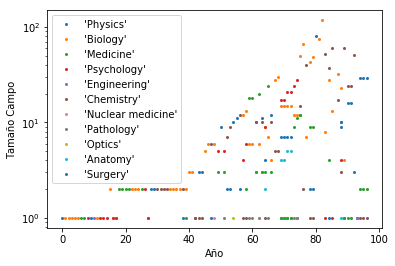 10²
'Physics'
'Biology'
'Medicine'
'Psychology'
'Engineering'
'Chemistry'
'Nuclear medicine'
'Pathology'
'Optics'
'Anatomy'
'Surgery'
10¹
10⁰
Tamaño Campo
0 20 40 60 80 100
Año